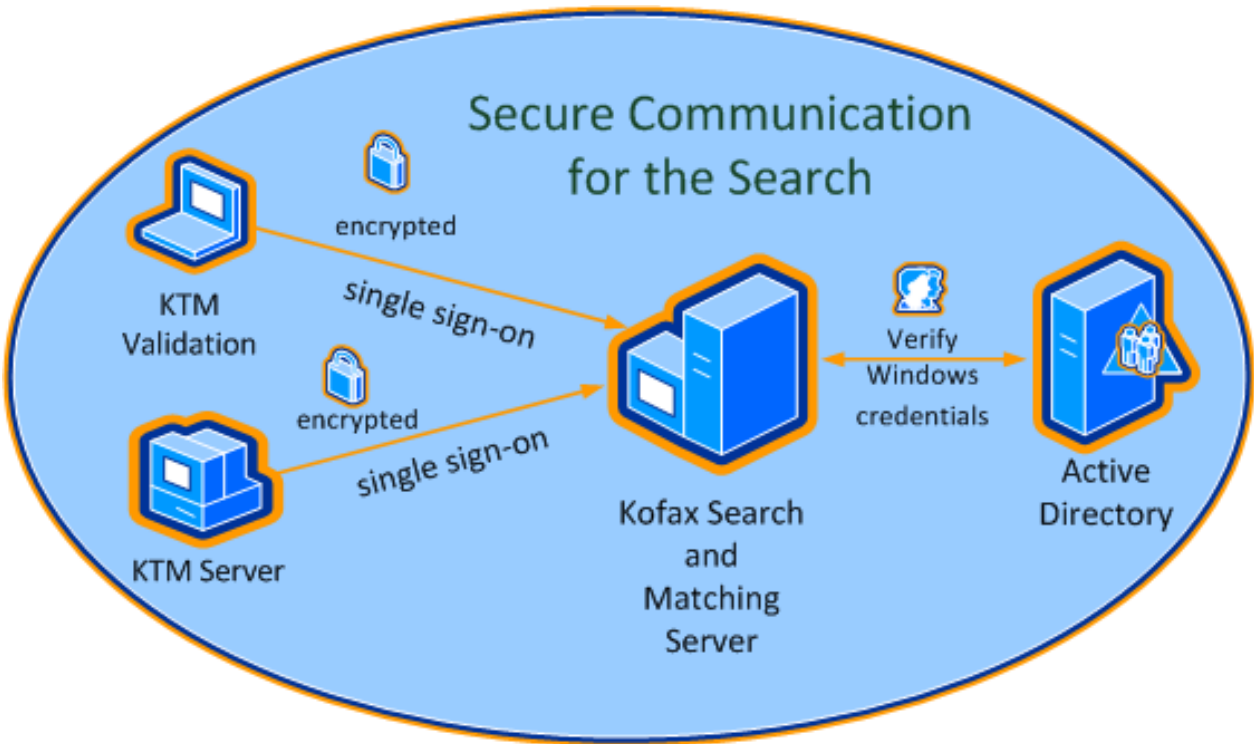 Secure Communication
for the Search
encrypted
single sign-on
KTM
Validation
encrypted
single sign-on
KTM Server
Kofax Search
and
Matching
Server
Verify
Windows
credentials
Active
Directory